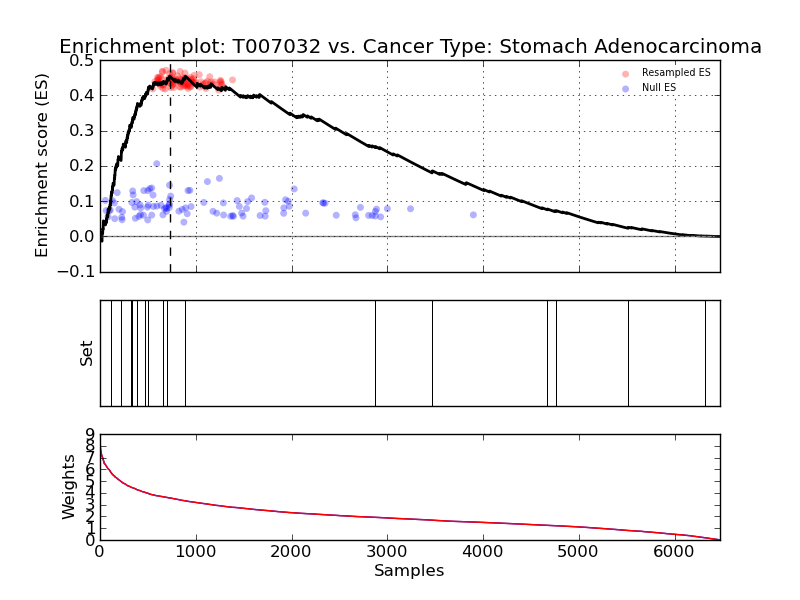 Enrichment plot: T007032 vs. Cancer Type: Stomach Adenocarcinoma
Enrichment score (ES)
0.5
0.4
0.3
0.2
0.1
0.0
−0.1
Resampled ES
Null ES
Set
Weights
9
8
7
6
5
4
3
2
1
0
0 1000 2000 3000 4000 5000 6000
Samples